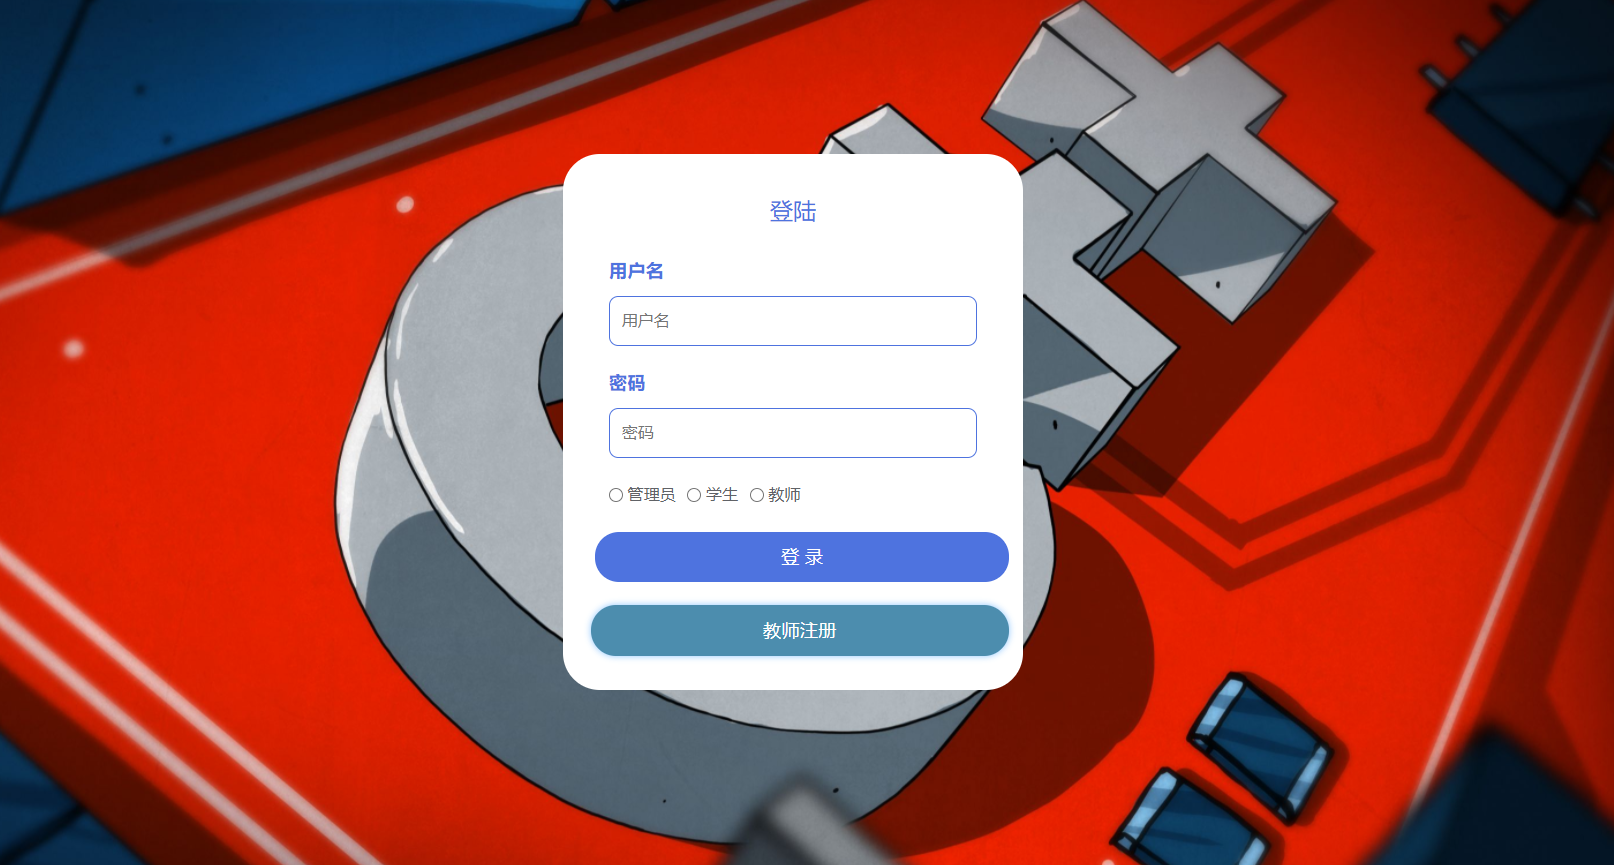 登陆
用户名
用户名
密码
密码
管理员 学生 教师
登 录
教师注册